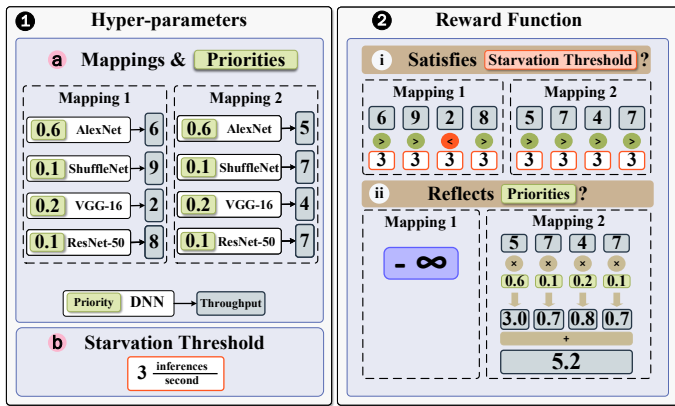 1 Hyper-parameters
a Mappings & Priorities
Mapping 1
0.6 AlexNet 6
0.1 ShuffleNet 9
0.2 VGG-16 2
0.1 ResNet-50 8
Mapping 2
0.6 AlexNet 5
0.1 ShuffleNet 7
0.2 VGG-16 4
0.1 ResNet-50 7
Priority DNN Throughput
b Starvation Threshold
3 inferences
second
2 Reward Function
i Satisfies Starvation Threshold ?
Mapping 1
6 9 2 8
> > < >
3 3 3 3
Mapping 2
5 7 4 7
> > > >
3 3 3 3
ii Reflects Priorities ?
Mapping 1
- ∞
Mapping 2
5 7 4 7
× × × ×
0.6 0.1 0.2 0.1
3.0 0.7 0.8 0.7
+
5.2